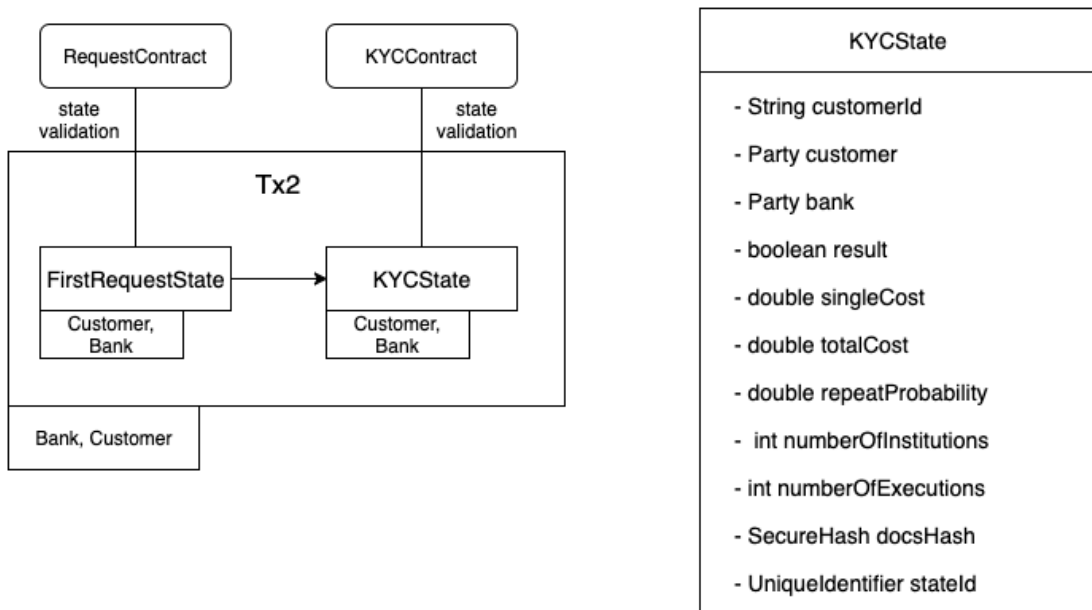 RequestContract
KYCContract
state
validation
state
validation
Tx2
FirstRequestState
KYCState
Customer,
Bank
Customer,
Bank
Bank, Customer
KYCState
- String customerId
- Party customer
- Party bank
- boolean result
- double singleCost
- double totalCost
- double repeatProbability
- int numberOfInstitutions
- int numberOfExecutions
- SecureHash docsHash
- UniqueIdentifier stateId